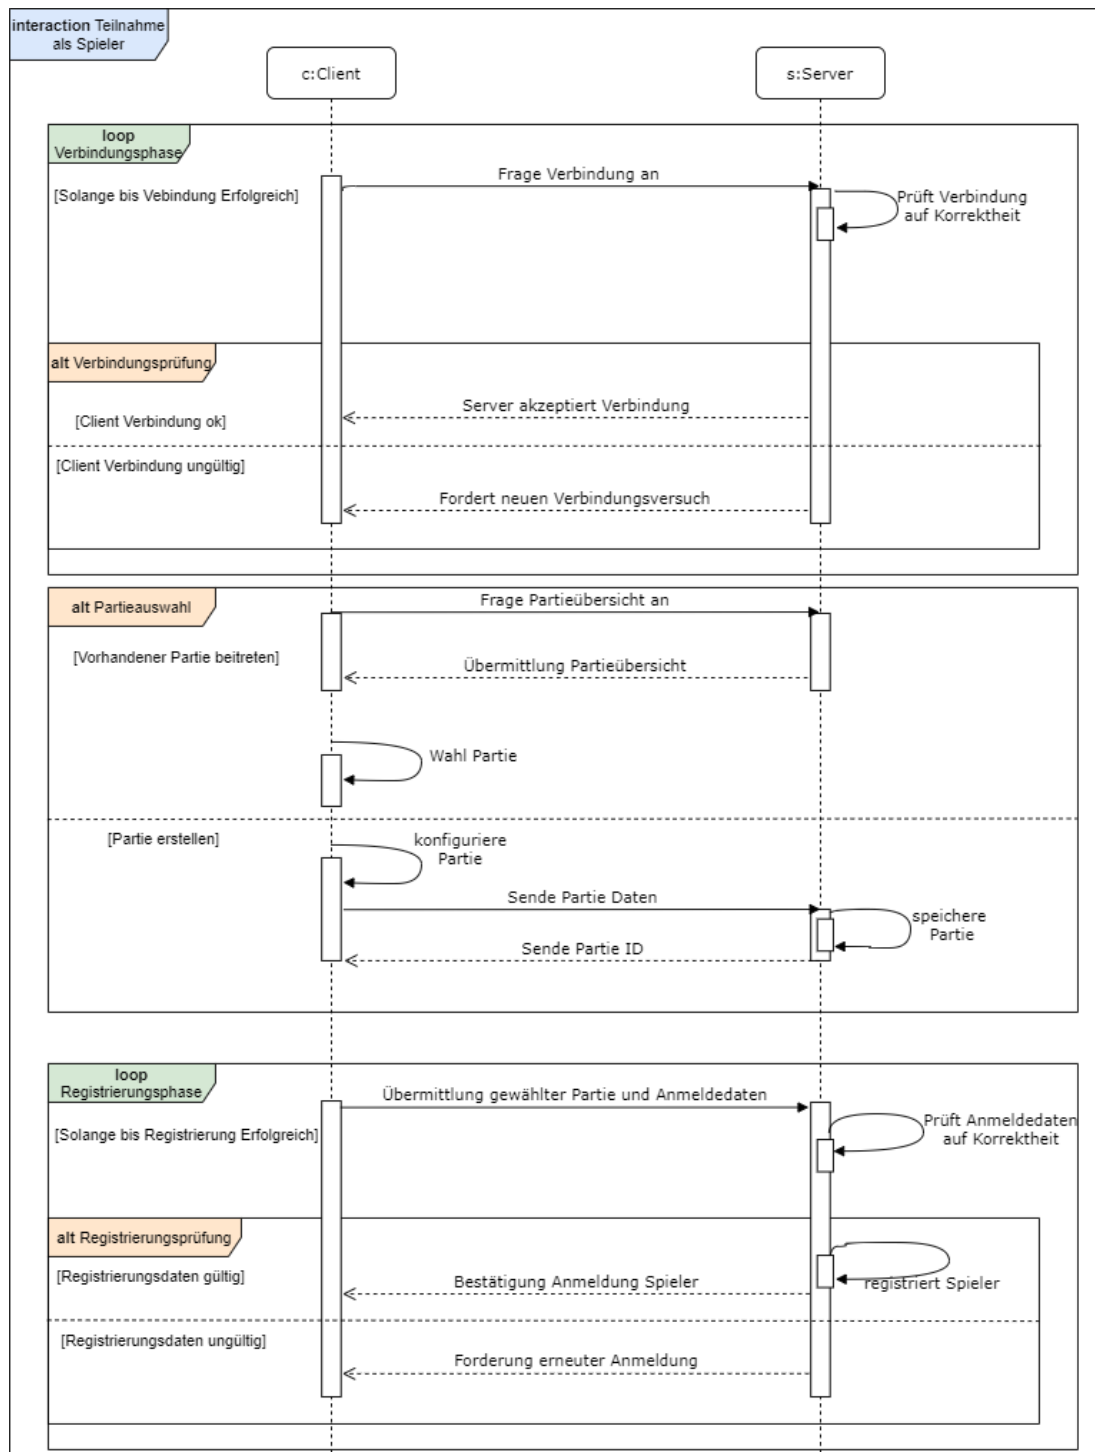 interaction Teilnahme
als Spieler
c:Client
s:Server
loop
Verbindungsphase
Frage Verbindung an
[Solange bis Vebindung Erfolgreich]
Prüft Verbindung
auf Korrektheit
alt Verbindungsprüfung
Server akzeptiert Verbindung
[Client Verbindung ok]
[Client Verbindung ungültig]
Fordert neuen Verbindungsversuch
alt Partieauswahl
Frage Partieübersicht an
[Vorhandener Partie beitreten]
Übermittlung Partieübersicht
Wahl Partie
[Partie erstellen]
konfiguriere
Partie
Sende Partie Daten
speichere
Partie
Sende Partie ID
loop
Registrierungsphase
Übermittlung gewählter Partie und Anmeldedaten
[Solange bis Registrierung Erfolgreich]
Prüft Anmeldedaten
auf Korrektheit
alt Registrierungsprüfung
[Registrierungsdaten gültig]
Bestätigung Anmeldung Spieler
registriert Spieler
[Registrierungsdaten ungültig]
Forderung erneuter Anmeldung